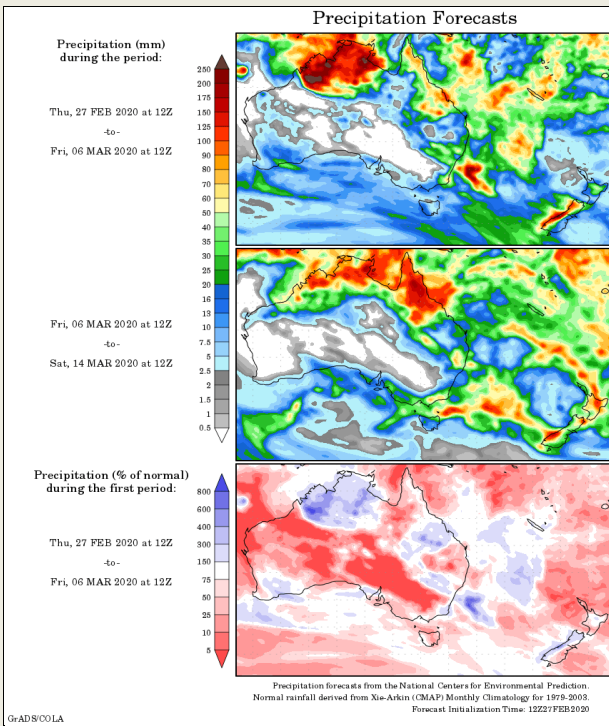 Precipitation Forecasts
Precipitation (mm)
during the period:
Thu, 27 FEB 2020 at 12Z
-to-
Fri, 06 MAR 2020 at 12Z
250
200
175
150
125
100
90
80
70
60
50
40
35
30
25
20
16
13
10
7.5
5
2.5
2
1.5
1
0.5
Fri, 06 MAR 2020 at 12Z
-to-
Sat, 14 MAR 2020 at 12Z
Precipitation (% of normal)
during the first period:
Thu, 27 FEB 2020 at 12Z
-to-
Fri, 06 MAR 2020 at 12Z
800
600
400
300
150
75
50
25
10
5
Precipitation forecasts from the National Centers for Environmental Prediction.
Normal rainfall derived from Xie-Arkin (CMAP) Monthly Climatology for 1979-2003.
Forecast Initialization Time: 12Z27FEB2020
GrADS/COLA